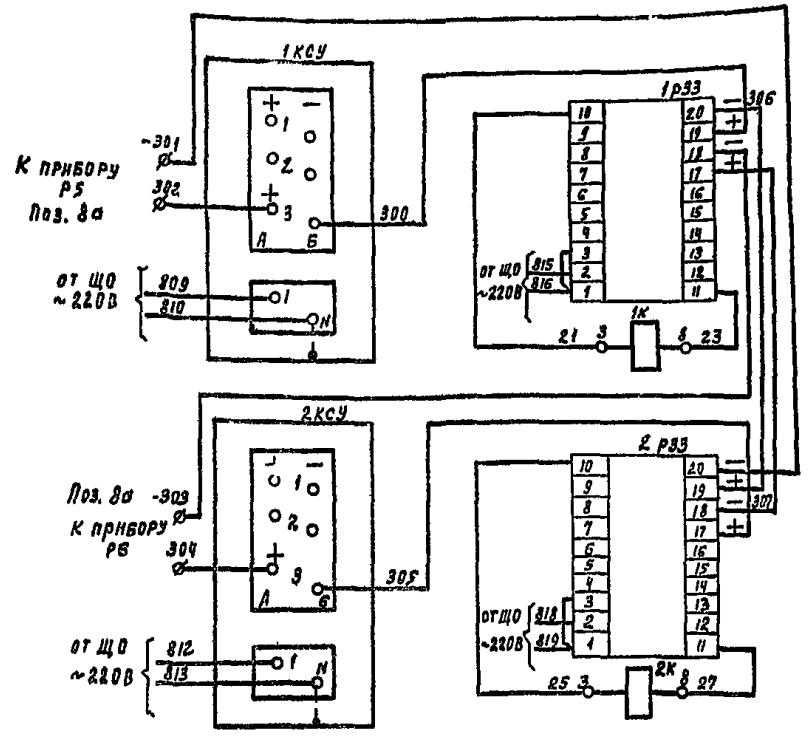 1КСУ
+ −
1
2
+
3
А Б
-301
К ПРИБОРУ
Р5
Поз. 8а
302
300
ОТ ЩО
~220В
809
810
1
N
1Р33
10
9
8
7
6
5
4
3
2
1
20
19
18
17
16
15
14
13
12
11
−
+
−
+
306
ОТ ЩО
~220В
815
816
1К
21 3 8 23
2КСУ
−
1
2
+
3
А Б
Поз. 8а -303
К ПРИБОРУ
Р6
304
305
ОТ ЩО
~220В
812
813
1
N
2Р33
10
9
8
7
6
5
4
3
2
1
20
19
18
17
16
15
14
13
12
11
−
+
−
+
307
ОТ ЩО
~220В
818
819
2К
25 3 8 27